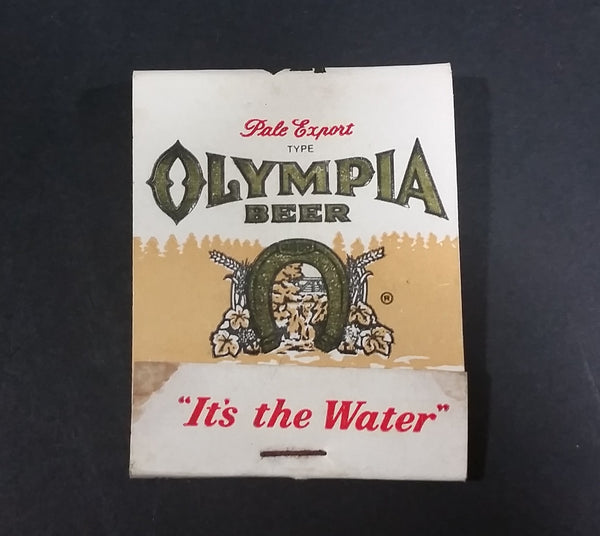 Pale Export
TYPE
OLYMPIA
BEER
®
"It's the Water"